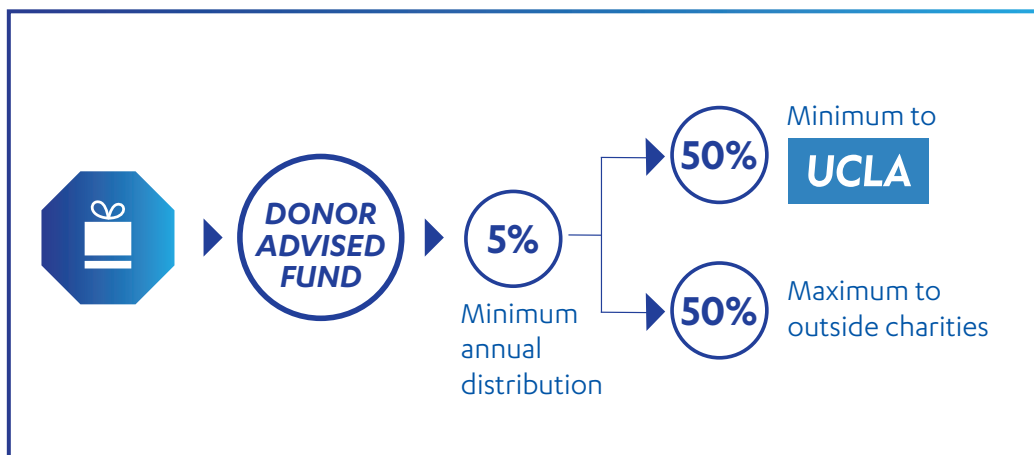 DONOR
ADVISED
FUND
5%
Minimum
annual
distribution
50%
Minimum to
UCLA
50%
Maximum to
outside charities